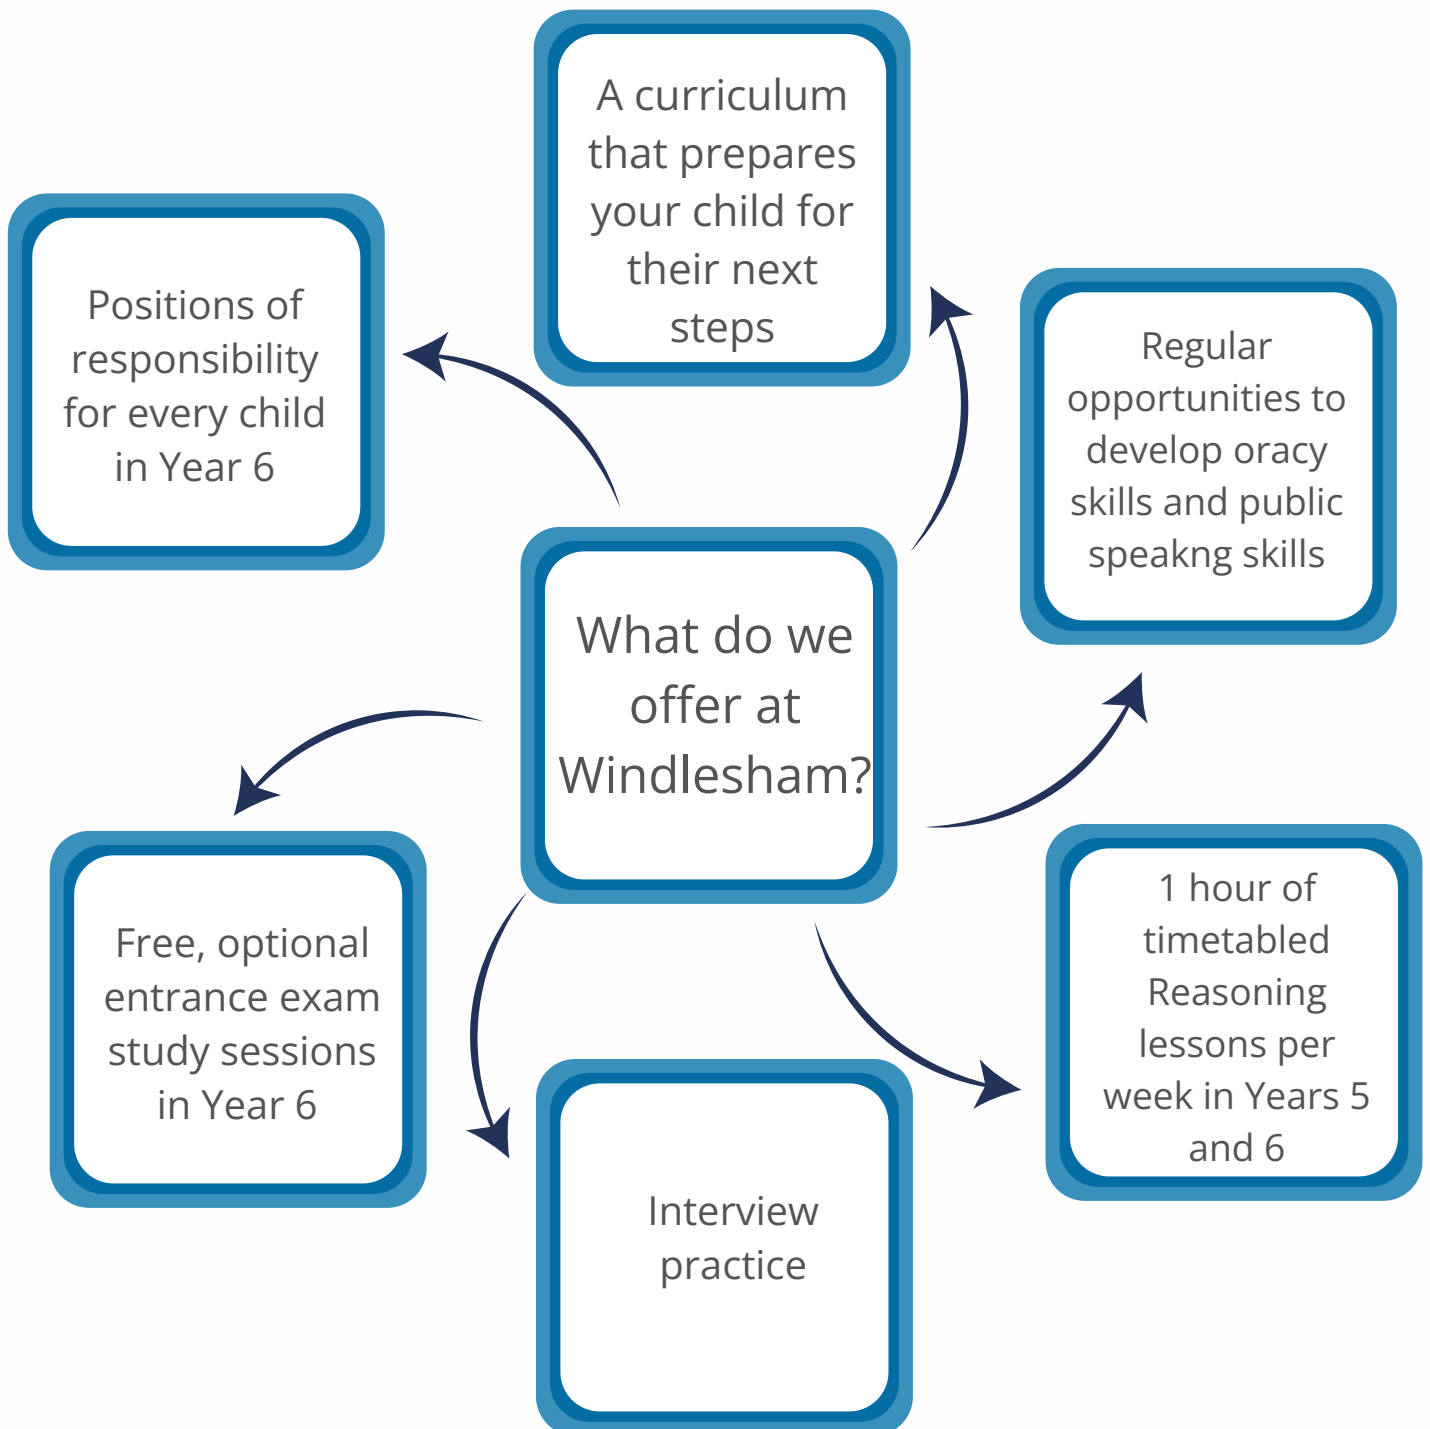 A curriculum
that prepares
your child for
their next
steps
Positions of
responsibility
for every child
in Year 6
Regular
opportunities to
develop oracy
skills and public
speakng skills
What do we
offer at
Windlesham?
Free, optional
entrance exam
study sessions
in Year 6
1 hour of
timetabled
Reasoning
lessons per
week in Years 5
and 6
Interview
practice